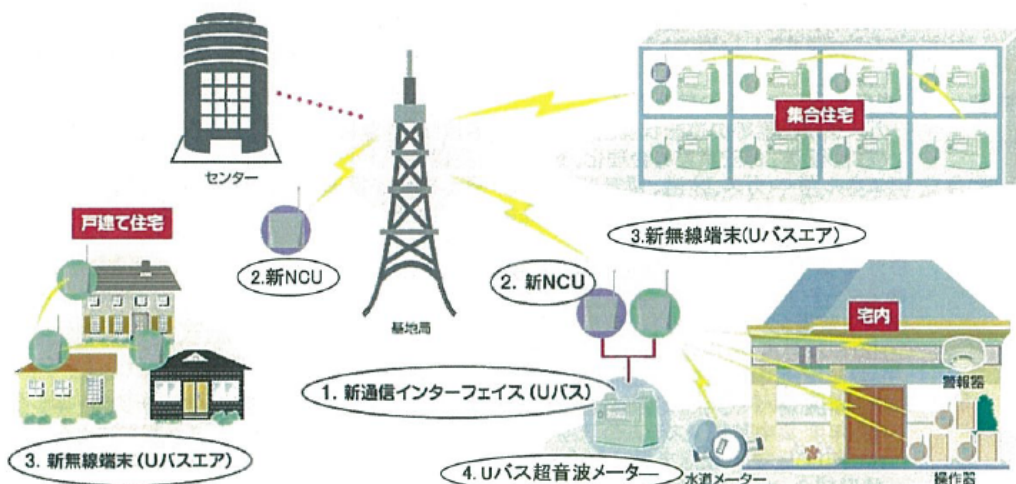 センター
集合住宅
戸建て住宅
3.新無線端末(Uバスエア)
2.新NCU
2. 新NCU
基地局
宅内
警報器
1. 新通信インターフェイス(Uバス)
3. 新無線端末(Uバスエア)
4.Uバス超音波メーター
水道メーター
操作器